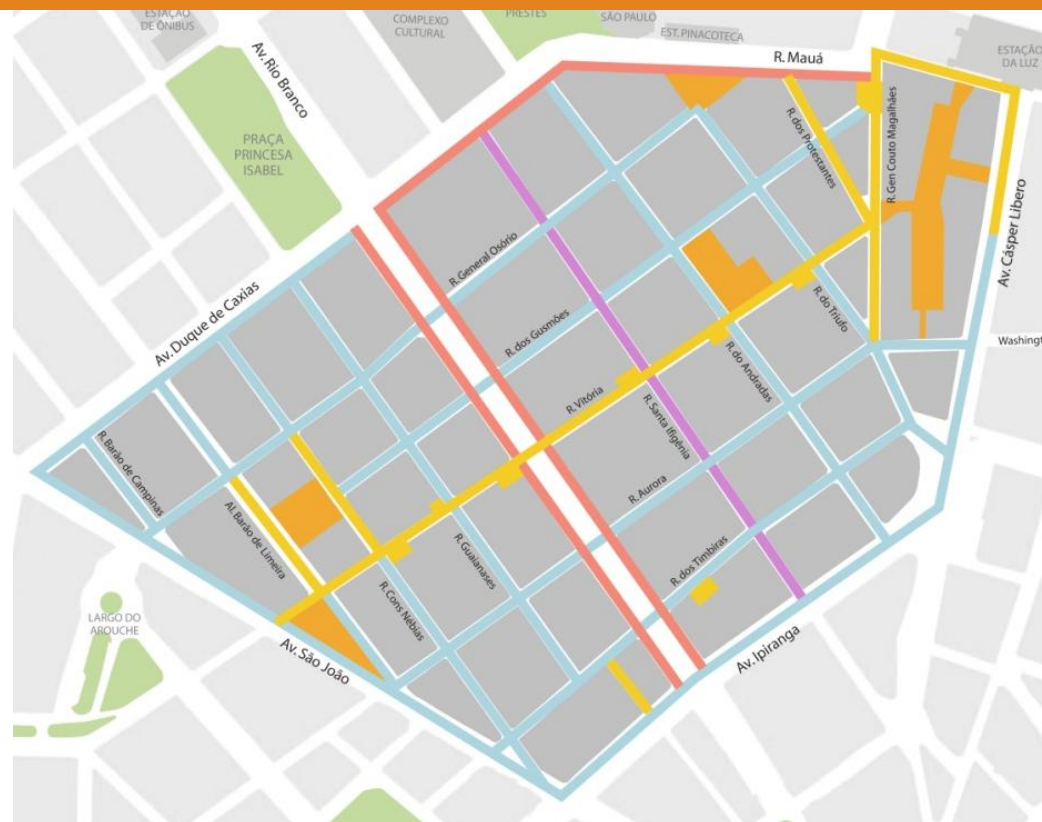 ESTAÇÃO
DE ÔNIBUS
COMPLEXO
CULTURAL
PRESTES
SÃO PAULO
EST. PINACOTECA
ESTAÇÃO
DA LUZ
Av. Rio Branco
R. Mauá
PRAÇA
PRINCESA
ISABEL
R. dos Protestantes
R. Gen Couto Magalhães
Av. Cásper Libero
R. General Osório
Av. Duque de Caxias
R. dos Gusmões
R. do Triufo
Washingt
R. do Andradas
R. Vitória
R. Santa Ifigênia
R. Barão de Campinas
Al. Barão de Limeira
R. Aurora
R. Guaianases
R. dos Timbiras
R. Cons Nébias
LARGO DO
AROUCHE
Av. São João
Av. Ipiranga